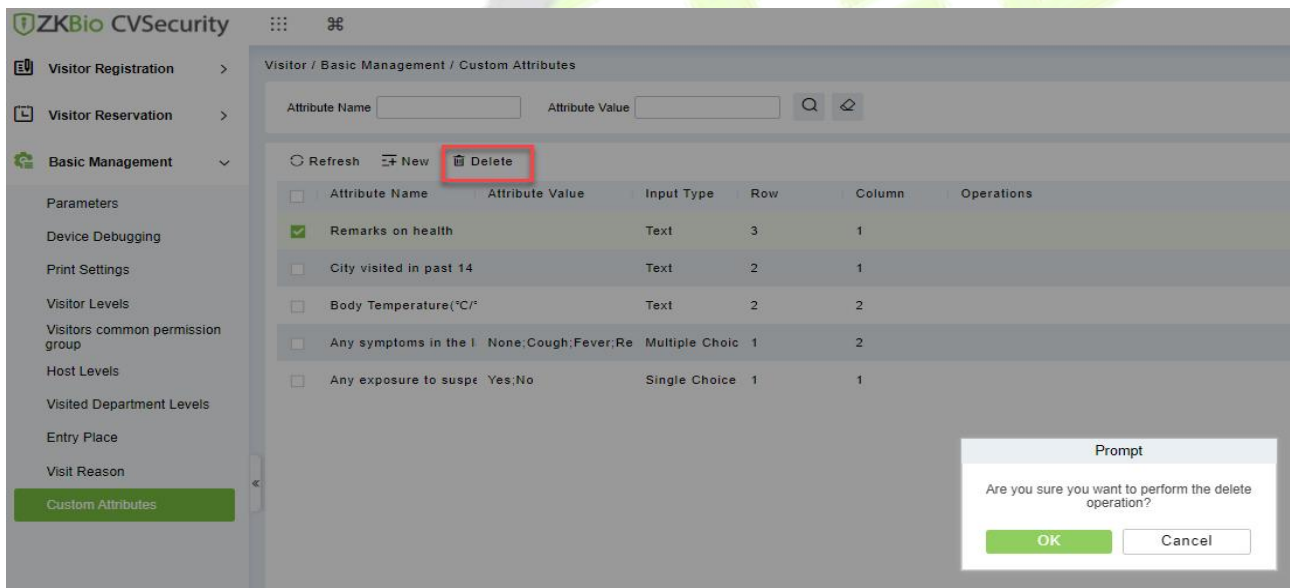 ZKBio CVSecurity
Visitor Registration
Visitor Reservation
Basic Management
Parameters
Device Debugging
Print Settings
Visitor Levels
Visitors common permission
group
Host Levels
Visited Department Levels
Entry Place
Visit Reason
Custom Attributes
Visitor / Basic Management / Custom Attributes
Attribute Name Attribute Value
Refresh New Delete
Attribute Name Attribute Value Input Type Row Column Operations
Remarks on health Text 3 1
City visited in past 14 Text 2 1
Body Temperature(°C/° Text 2 2
Any symptoms in the l None;Cough;Fever;Re Multiple Choic 1 2
Any exposure to suspe Yes;No Single Choice 1 1
Prompt
Are you sure you want to perform the delete
operation?
OK Cancel